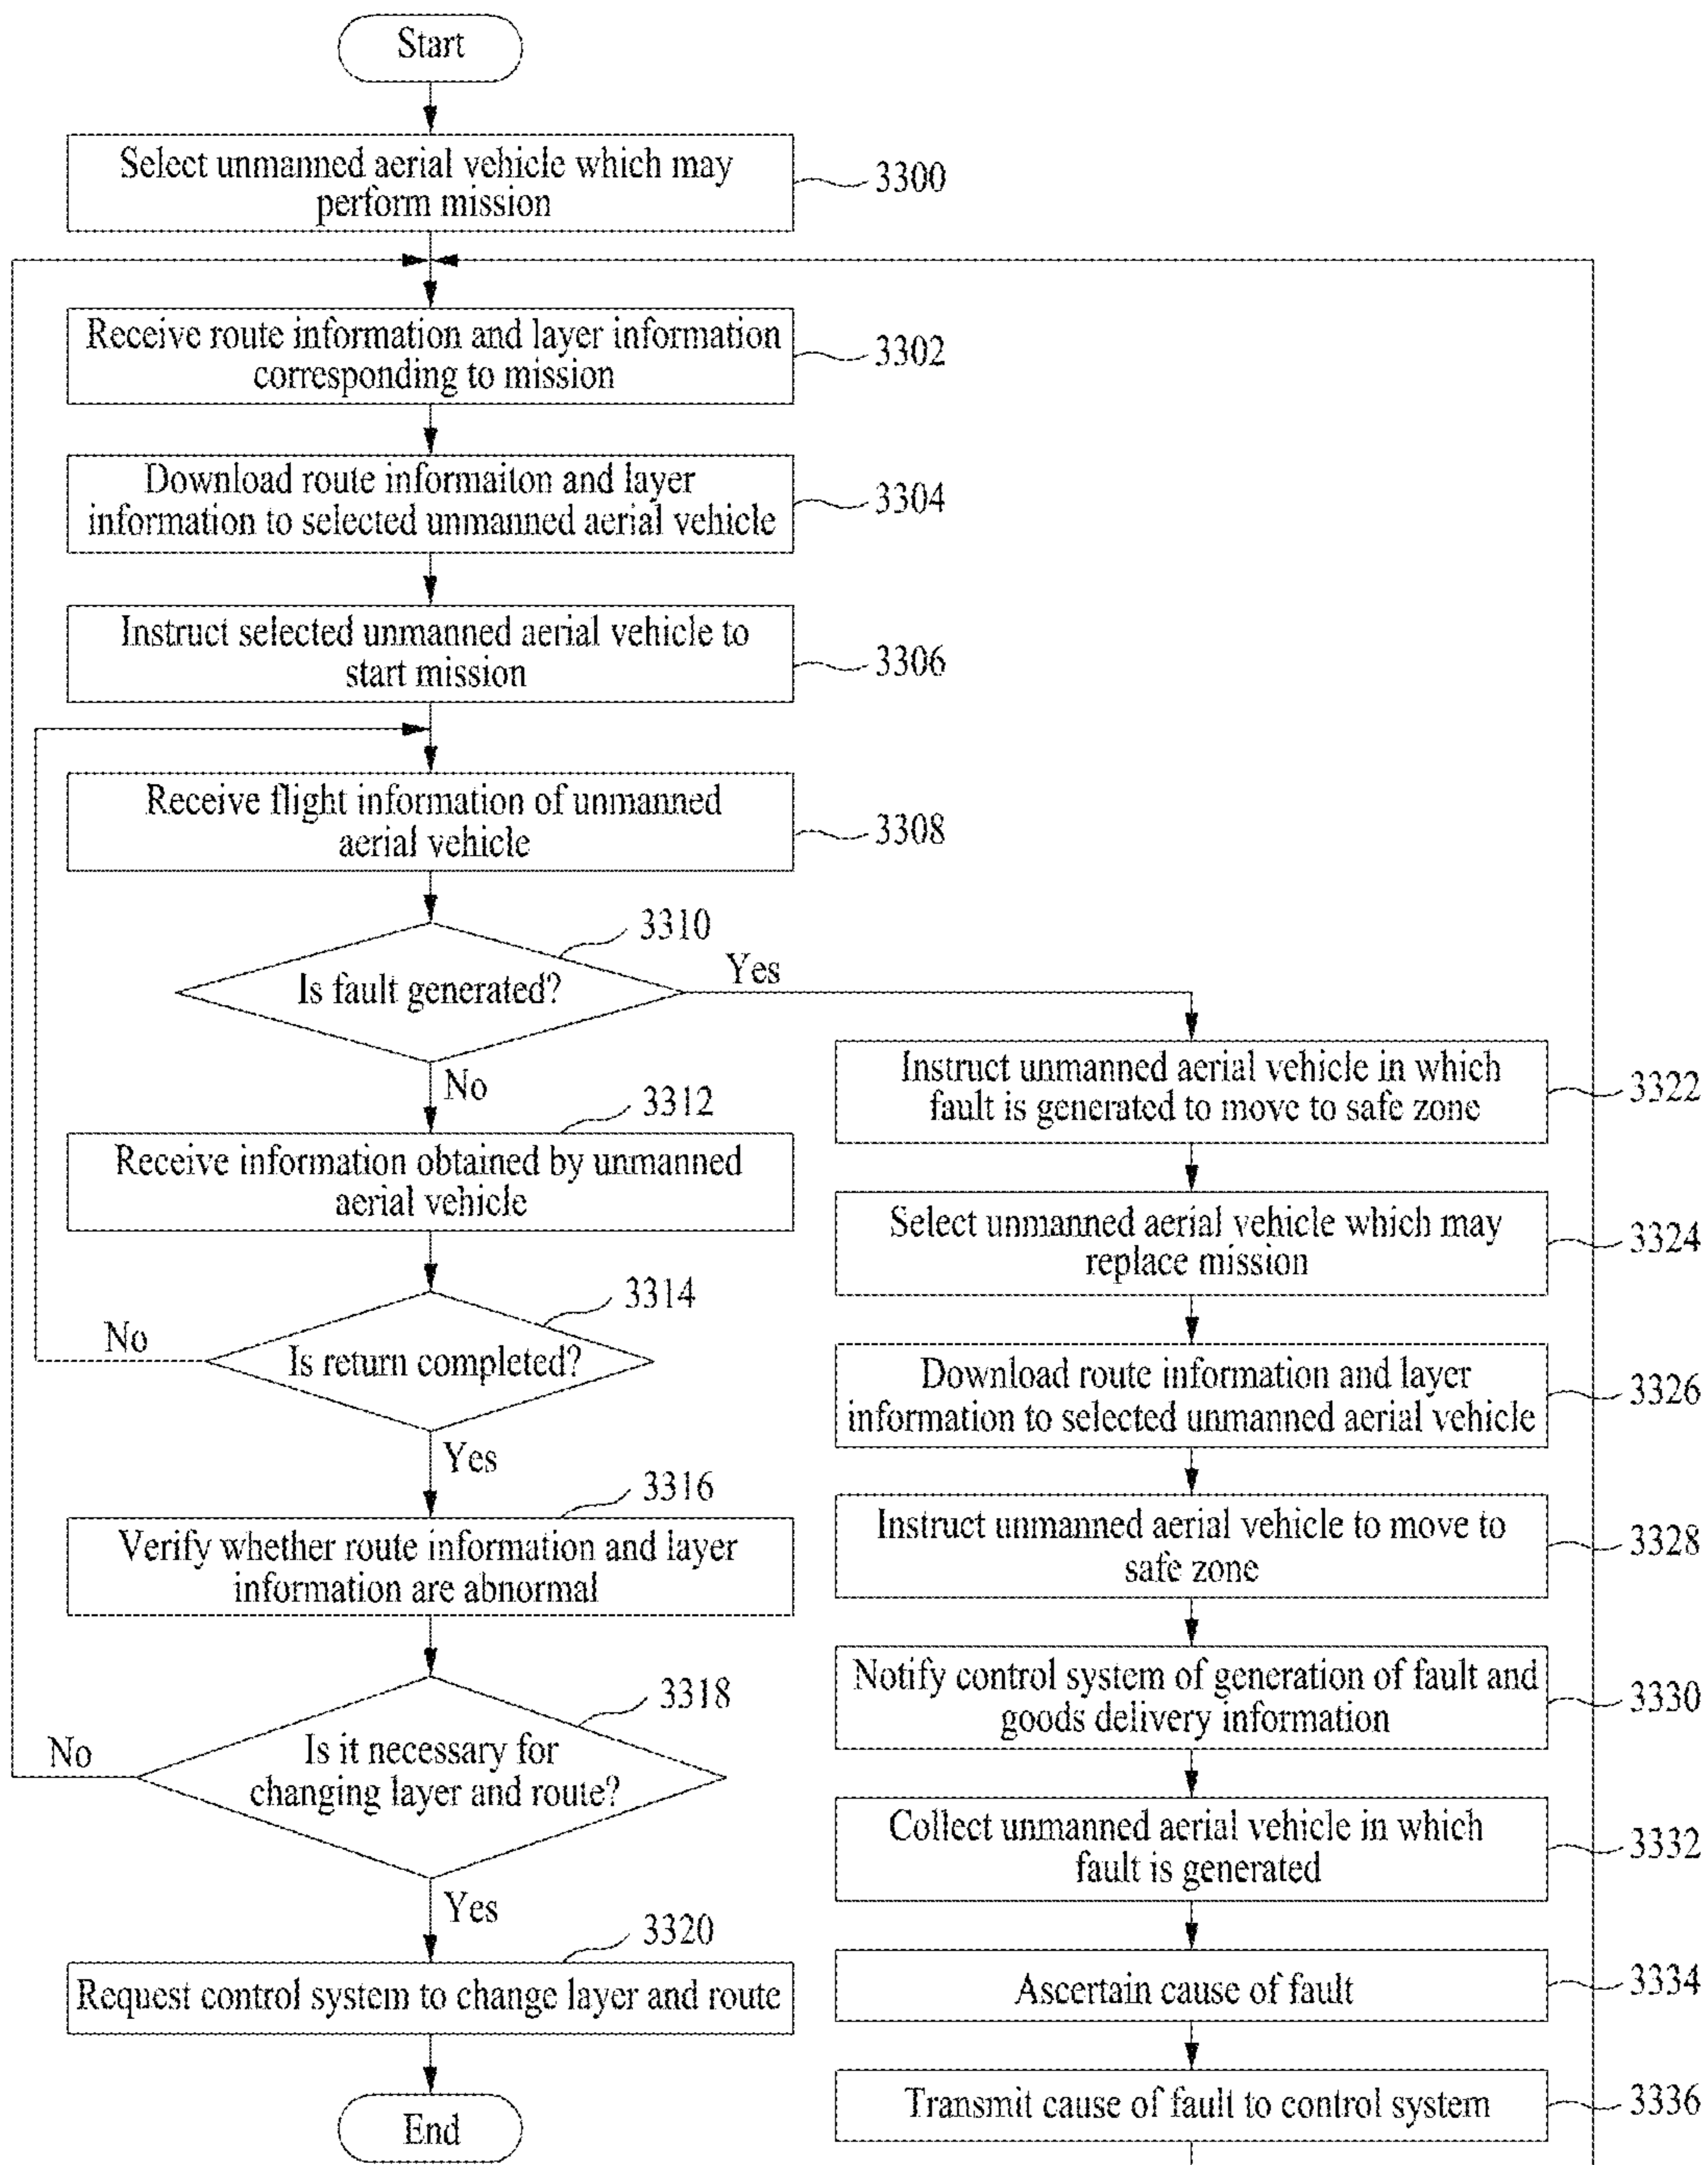 Start
Select unmanned aerial vehicle which may
perform mission
3300
Receive route information and layer information
corresponding to mission
3302
Download route informaiton and layer
information to selected unmanned aerial vehicle
3304
Instruct selected unmanned aerial vehicle to
start mission
3306
Receive flight information of unmanned
aerial vehicle
3308
3310
Is fault generated?
Yes
No
3312
Receive information obtained by unmanned
aerial vehicle
3314
Is return completed?
No
Yes
3316
Verify whether route information and layer
information are abnormal
3318
Is it necessary for
changing layer and route?
No
Yes
3320
Request control system to change layer and route
End
Instruct unmanned aerial vehicle in which
fault is generated to move to safe zone
3322
Select unmanned aerial vehicle which may
replace mission
3324
Download route information and layer
information to selected unmanned aerial vehicle
3326
Instruct unmanned aerial vehicle to move to
safe zone
3328
Notify control system of generation of fault and
goods delivery information
3330
Collect unmanned aerial vehicle in which
fault is generated
3332
Ascertain cause of fault
3334
Transmit cause of fault to control system
3336